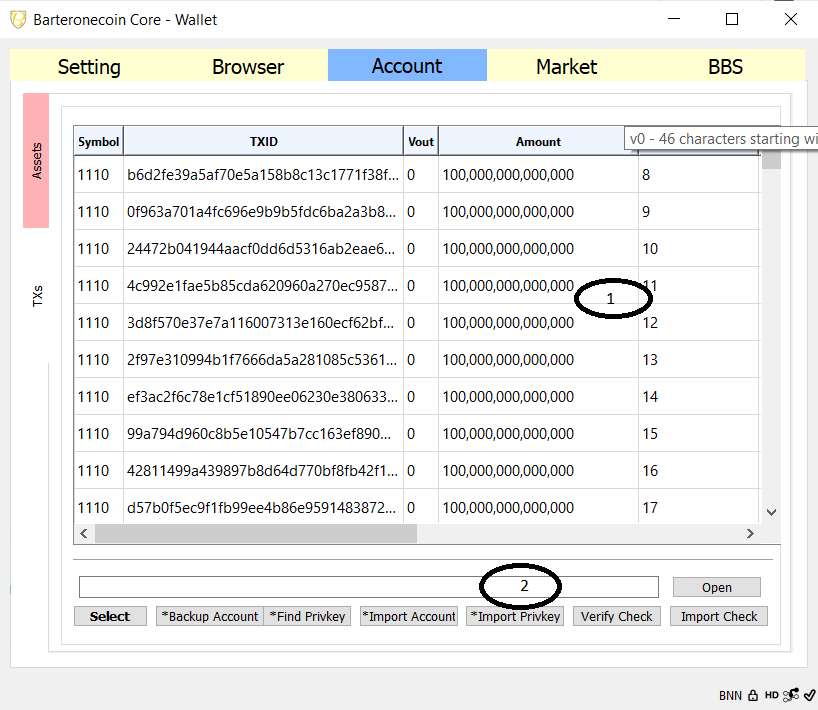 Barteronecoin Core - Wallet
Setting Browser Account Market BBS
Assets
TXs
Symbol TXID Vout Amount
v0 - 46 characters starting wi
1110 b6d2fe39a5af70e5a158b8c13c1771f38f... 0 100,000,000,000,000 8
1110 0f963a701a4fc696e9b9b5fdc6ba2a3b8... 0 100,000,000,000,000 9
1110 24472b041944aacf0dd6d5316ab2eae6... 0 100,000,000,000,000 10
1110 4c992e1fae5b85cda620960a270ec9587... 0 100,000,000,000,000 11
1
1110 3d8f570e37e7a116007313e160ecf62bf... 0 100,000,000,000,000 12
1110 2f97e310994b1f7666da5a281085c5361... 0 100,000,000,000,000 13
1110 ef3ac2f6c78e1cf51890ee06230e380633... 0 100,000,000,000,000 14
1110 99a794d960c8b5e10547b7cc163ef890... 0 100,000,000,000,000 15
1110 42811499a439897b8d64d770bf8fb42f1... 0 100,000,000,000,000 16
1110 d57b0f5ec9f1fb99ee4b86e9591483872... 0 100,000,000,000,000 17
2
Open
Select *Backup Account *Find Privkey *Import Account *Import Privkey Verify Check Import Check
BNN HD